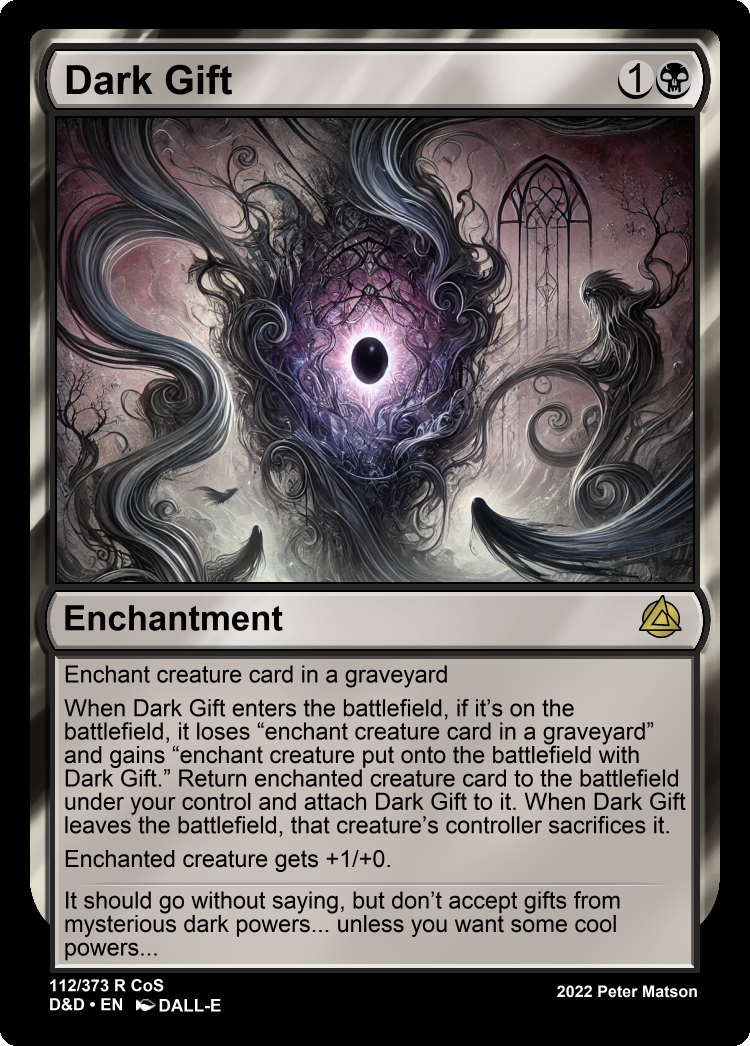 Dark Gift
1
Enchantment
Enchant creature card in a graveyard
When Dark Gift enters the battlefield, if it’s on the
battlefield, it loses “enchant creature card in a graveyard”
and gains “enchant creature put onto the battlefield with
Dark Gift.” Return enchanted creature card to the battlefield
under your control and attach Dark Gift to it. When Dark Gift
leaves the battlefield, that creature’s controller sacrifices it.
Enchanted creature gets +1/+0.
It should go without saying, but don’t accept gifts from
mysterious dark powers... unless you want some cool
powers...
112/373 R CoS
D&D • EN DALL-E
2022 Peter Matson